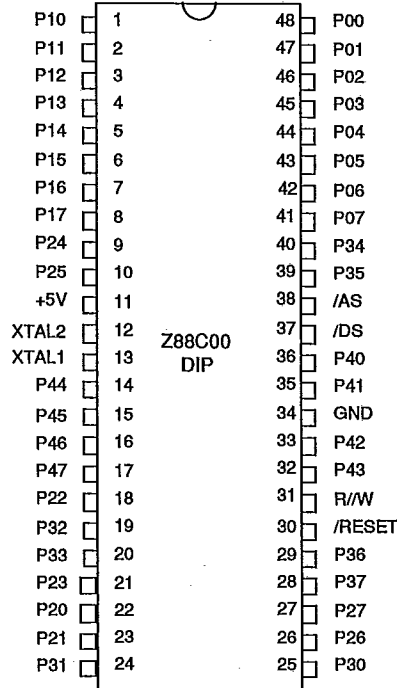 P10 1 48 P00
P11 2 47 P01
P12 3 46 P02
P13 4 45 P03
P14 5 44 P04
P15 6 43 P05
P16 7 42 P06
P17 8 41 P07
P24 9 40 P34
P25 10 39 P35
+5V 11 38 /AS
XTAL2 12 37 /DS
Z88C00
XTAL1 13 36 P40
DIP
P44 14 35 P41
P45 15 34 GND
P46 16 33 P42
P47 17 32 P43
P22 18 31 R//W
P32 19 30 /RESET
P33 20 29 P36
P23 21 28 P37
P20 22 27 P27
P21 23 26 P26
P31 24 25 P30